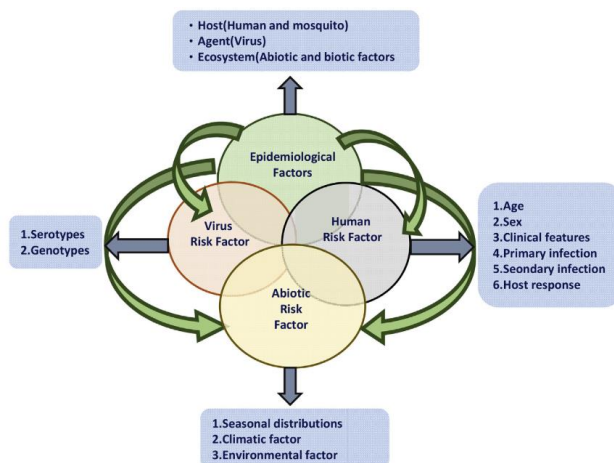 • Host(Human and mosquito)
• Agent(Virus)
• Ecosystem(Abiotic and biotic factors
Epidemiological
Factors
Virus
Risk Factor
Human
Risk Factor
Abiotic
Risk
Factor
1.Serotypes
2.Genotypes
1.Age
2.Sex
3.Clinical features
4.Primary infection
5.Seondary infection
6.Host response
1.Seasonal distributions
2.Climatic factor
3.Environmental factor